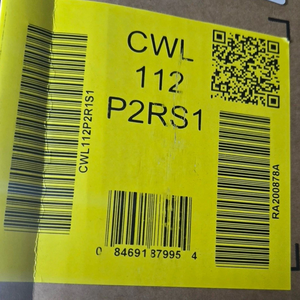 CWL
112
P2RS1
CWL112P2R1S1
RA200878A
0 84691 87995 4